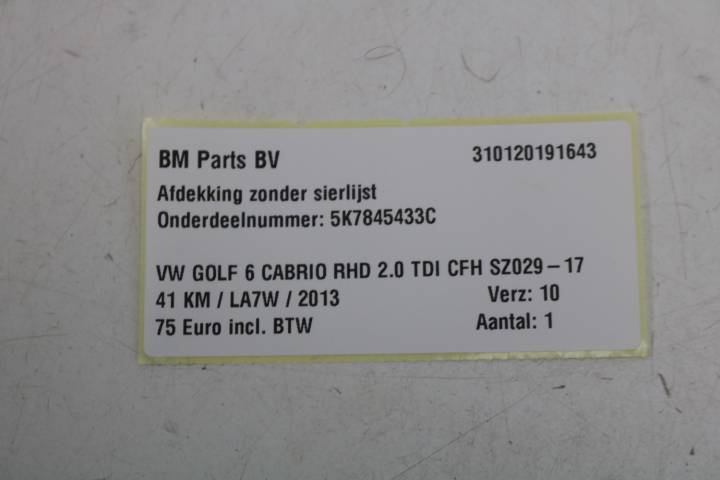 BM Parts BV 310120191643
Afdekking zonder sierlijst
Onderdeelnummer: 5K7845433C
VW GOLF 6 CABRIO RHD 2.0 TDI CFH SZ029-17
41 KM / LA7W / 2013 Verz: 10
75 Euro incl. BTW Aantal: 1